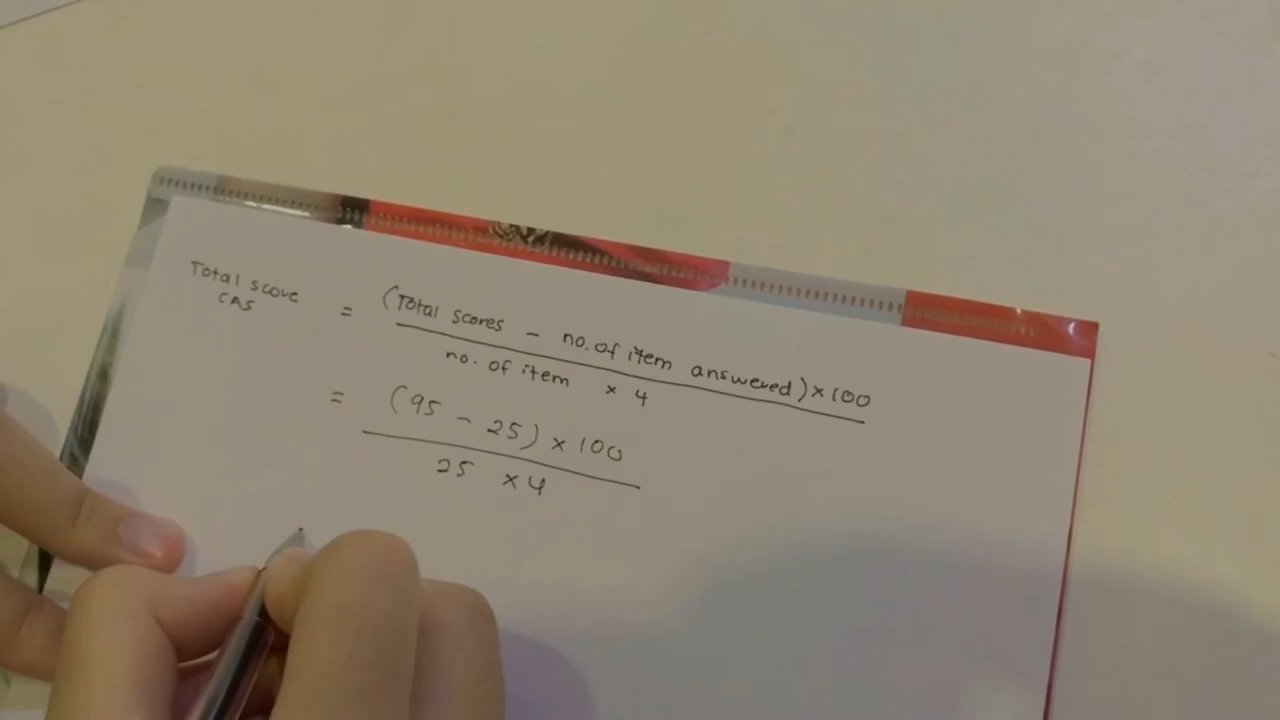 Total score
CAS
= (Total scores - no. of item answered) × 100
no. of item × 4
= (95 - 25) × 100
25 × 4